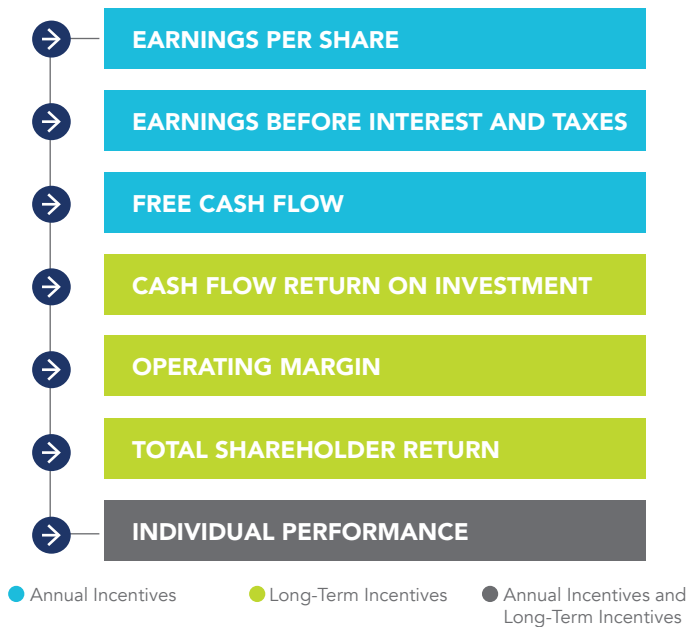 EARNINGS PER SHARE
EARNINGS BEFORE INTEREST AND TAXES
FREE CASH FLOW
CASH FLOW RETURN ON INVESTMENT
OPERATING MARGIN
TOTAL SHAREHOLDER RETURN
INDIVIDUAL PERFORMANCE
Annual Incentives
Long-Term Incentives
Annual Incentives and
Long-Term Incentives